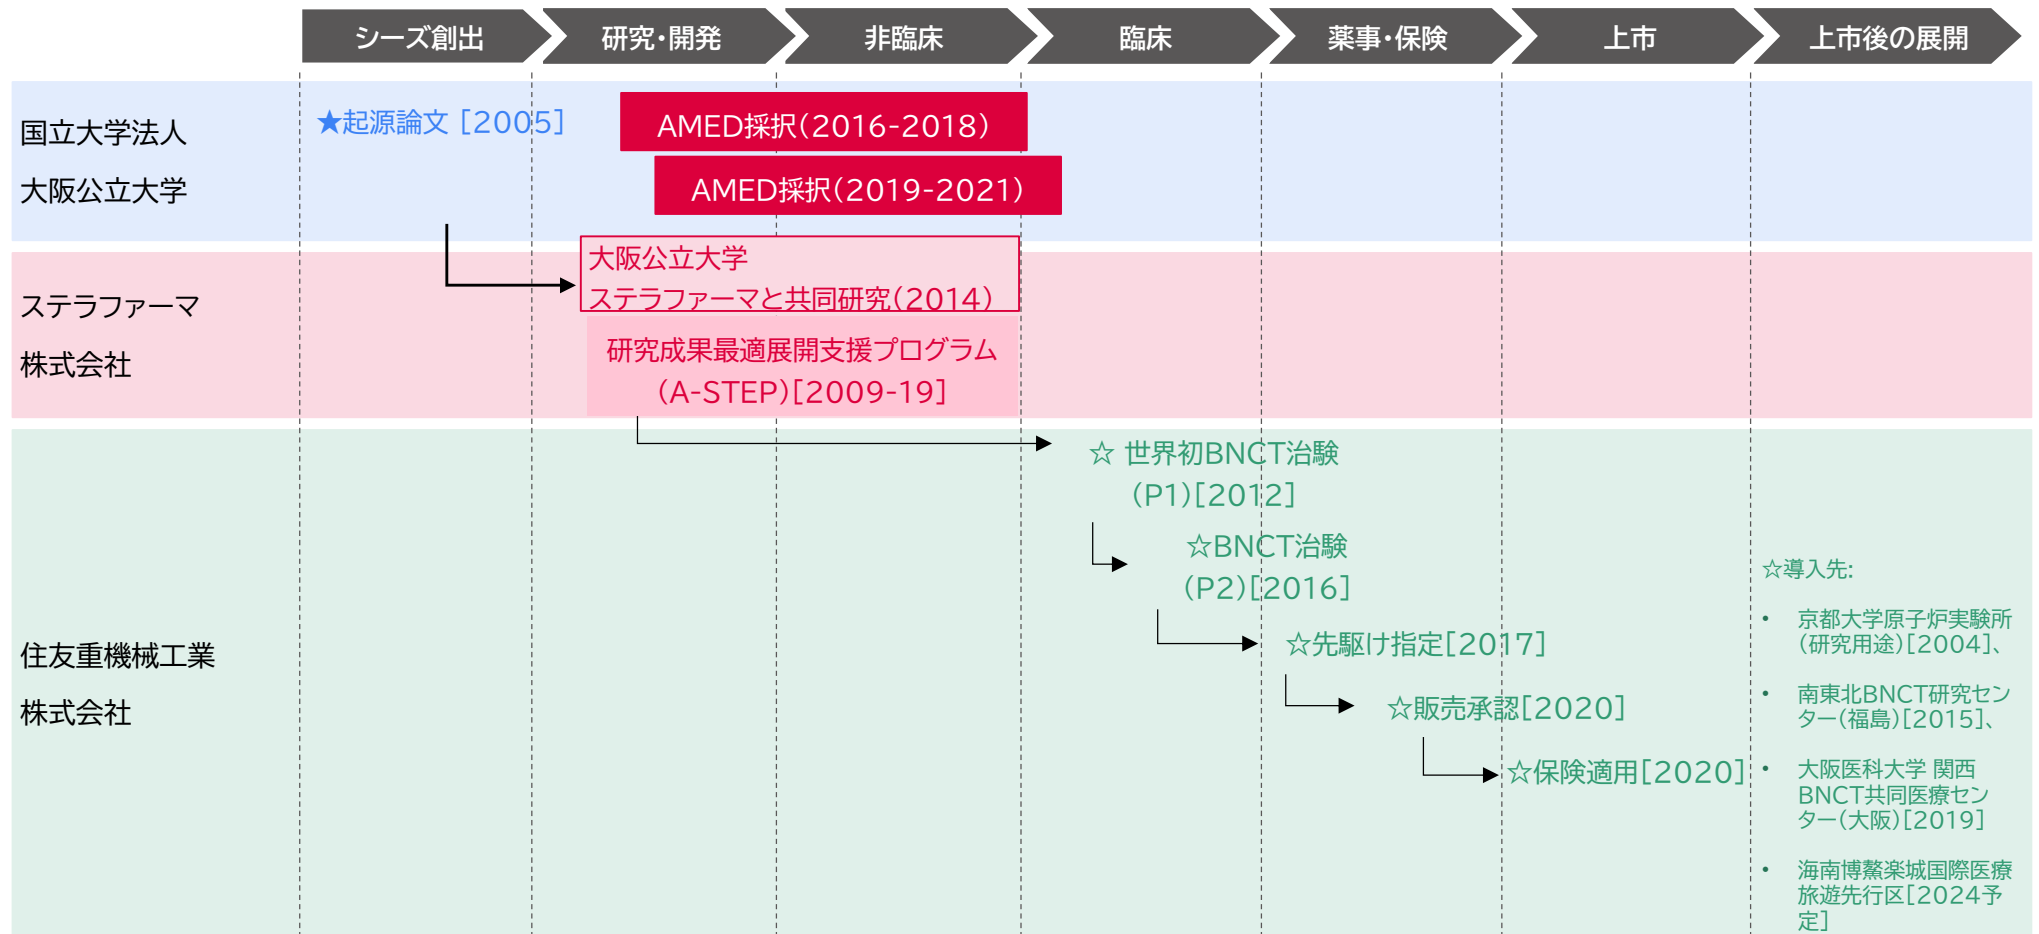 シーズ創出
研究・開発
非臨床
臨床
薬事・保険
上市
上市後の展開
国立大学法人
大阪公立大学
★起源論文 [2005]
AMED採択(2016-2018)
AMED採択(2019-2021)
ステラファーマ
株式会社
大阪公立大学
ステラファーマと共同研究(2014)
研究成果最適展開支援プログラム
(A-STEP)[2009-19]
住友重機械工業
株式会社
☆ 世界初BNCT治験
(P1)[2012]
☆BNCT治験
(P2)[2016]
☆先駆け指定[2017]
☆販売承認[2020]
☆保険適用[2020]
☆導入先:
• 京都大学原子炉実験所
(研究用途)[2004]、
• 南東北BNCT研究セン
ター(福島)[2015]、
• 大阪医科大学 関西
BNCT共同医療セン
ター(大阪)[2019]
• 海南博鰲楽城国際医療
旅遊先行区[2024予
定]